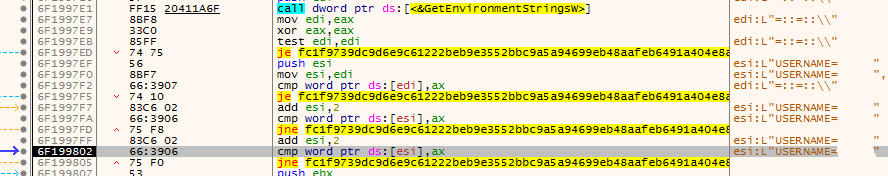 6F1997E1 FF15 20411A6F call dword ptr ds:[<&GetEnvironmentStringsW>]
6F1997E7 8BF8 mov edi,eax edi:L"=::=::\\"
6F1997E9 33C0 xor eax,eax
6F1997EB 85FF test edi,edi edi:L"=::=::\\"
6F1997ED 74 75 je fc1f9739dc9d6e9c61222beb9e3552bbc9a5a94699eb48aafeb6491a404e8a
6F1997EF 56 push esi esi:L"USERNAME= "
6F1997F0 8BF7 mov esi,edi esi:L"USERNAME= ",
6F1997F2 66:3907 cmp word ptr ds:[edi],ax edi:L"=::=::\\"
6F1997F5 74 10 je fc1f9739dc9d6e9c61222beb9e3552bbc9a5a94699eb48aafeb6491a404e8a
6F1997F7 83C6 02 add esi,2 esi:L"USERNAME= "
6F1997FA 66:3906 cmp word ptr ds:[esi],ax esi:L"USERNAME= "
6F1997FD 75 F8 jne fc1f9739dc9d6e9c61222beb9e3552bbc9a5a94699eb48aafeb6491a404e8
6F1997FF 83C6 02 add esi,2 esi:L"USERNAME= "
6F199802 66:3906 cmp word ptr ds:[esi],ax esi:L"USERNAME= "
6F199805 75 F0 jne fc1f9739dc9d6e9c61222beb9e3552bbc9a5a94699eb48aafeb6491a404e8
6F199807 53 push ebx